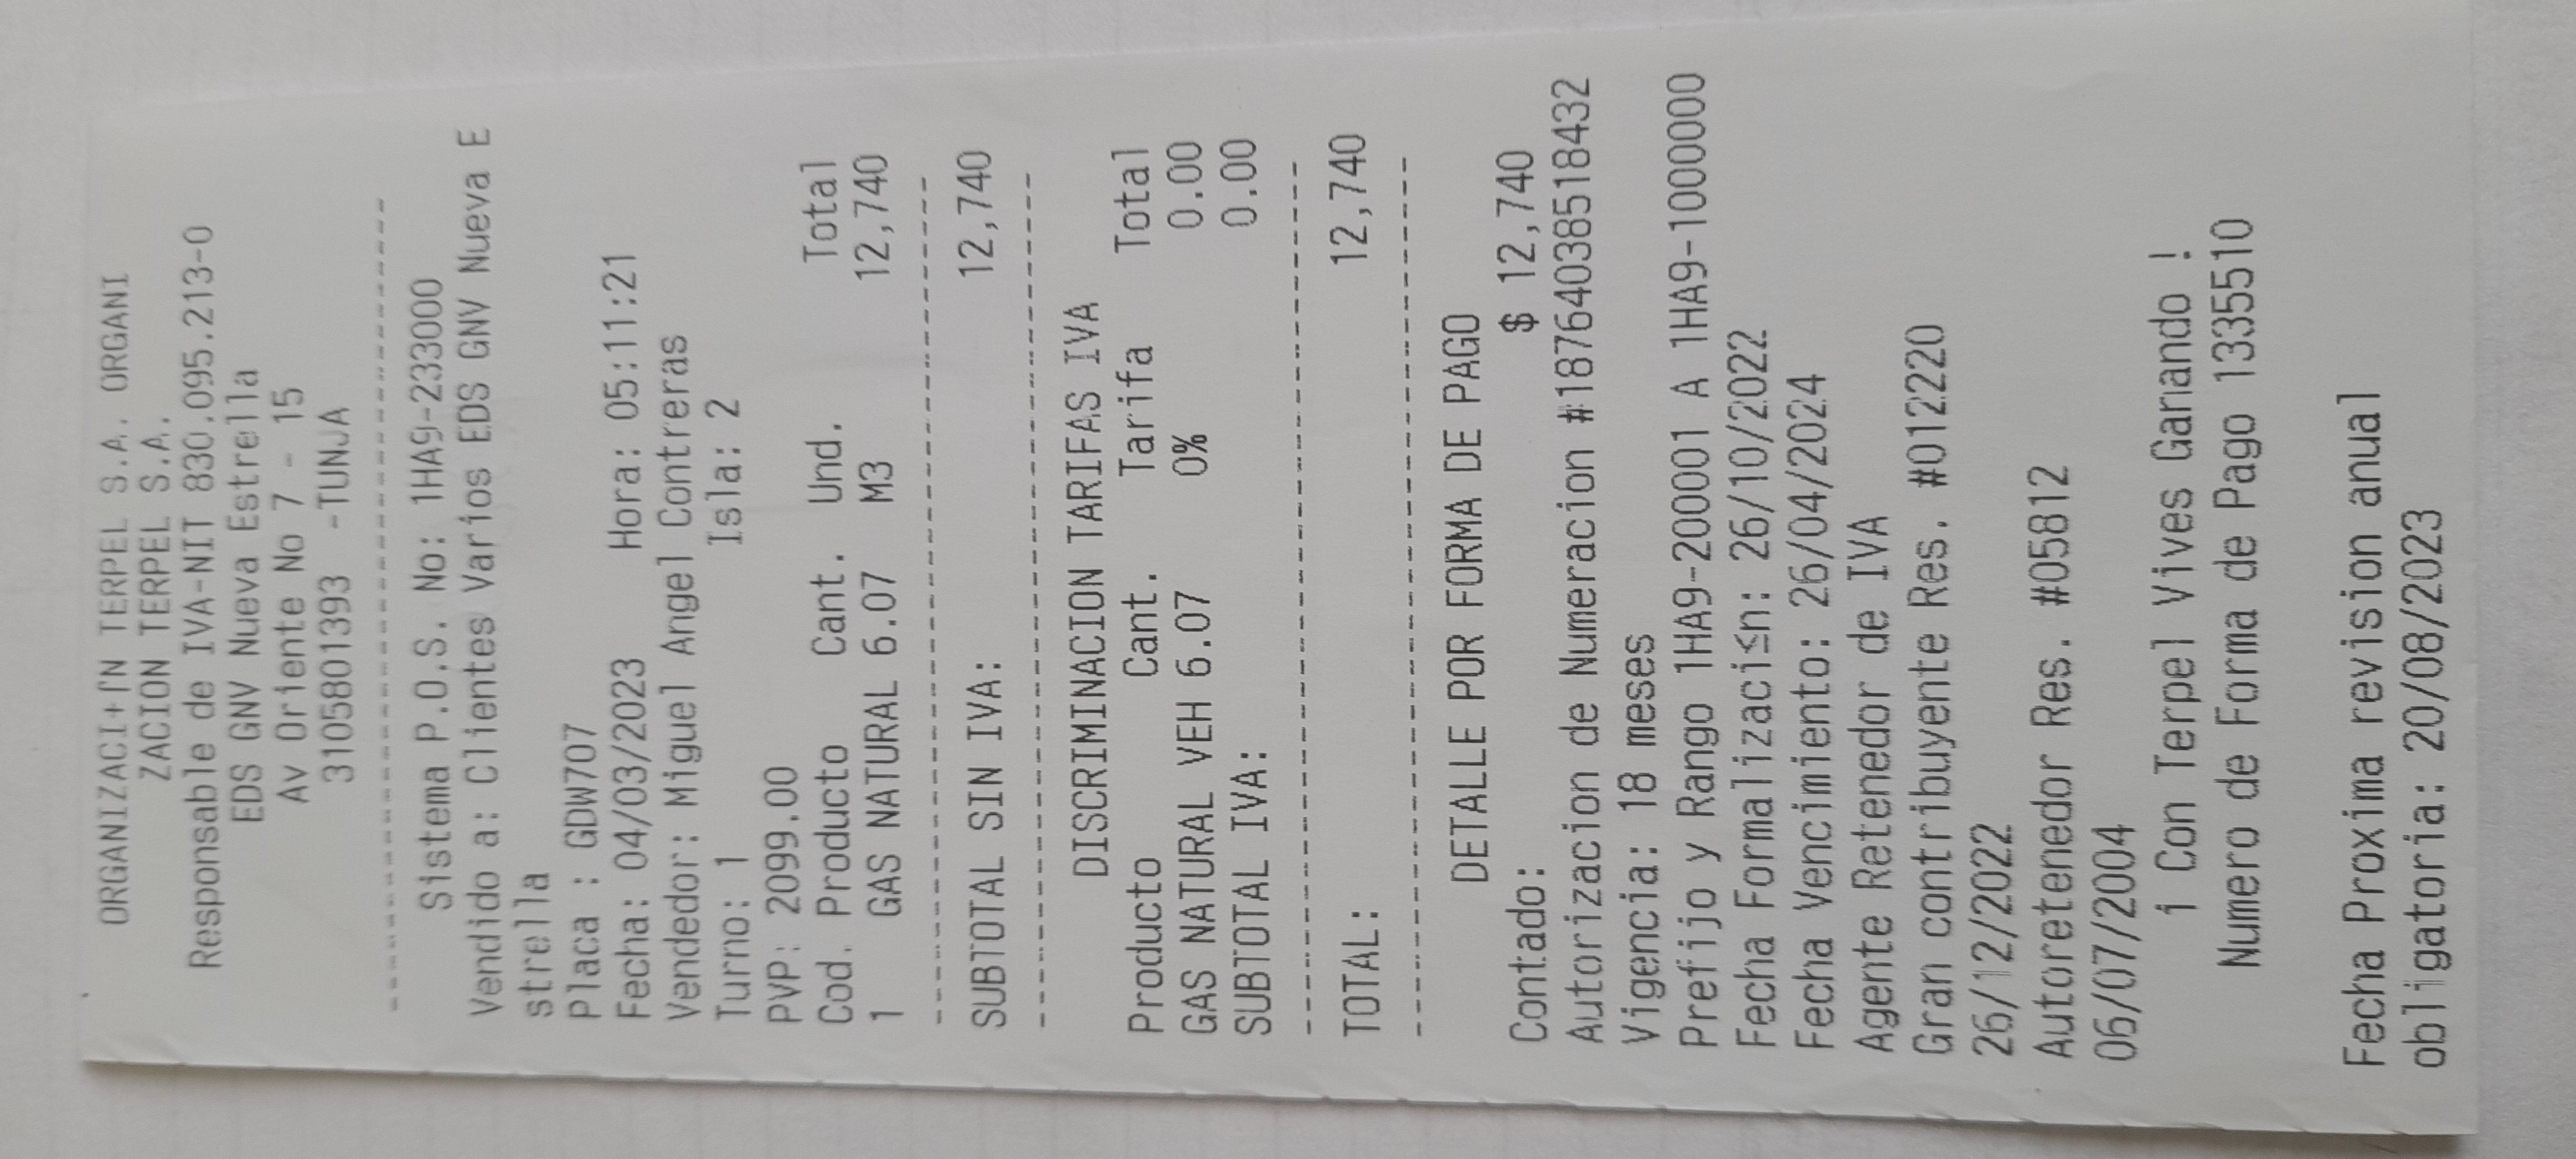 ORGANIZACI+ſN TERPEL S.A. ORGANI
ZACION TERPEL S.A.
Responsable de IVA-NIT 830.095.213-0
EDS GNV Nueva Estrella
Av Oriente No 7 - 15
3105801393 -TUNJA
Sistema P.O.S. No: 1HA9-233000
Vendido a: Clientes Varios EDS GNV Nueva E
strella
Placa : GDW707
Fecha: 04/03/2023 Hora: 05:11:21
Vendedor: Miguel Angel Contreras
Turno: 1 Isla: 2
PVP: 2099.00
Cod. Producto Cant. Und. Total
1 GAS NATURAL 6.07 M3 12,740
SUBTOTAL SIN IVA: 12,740
DISCRIMINACION TARIFAS IVA
Producto Cant. Tarifa Total
GAS NATURAL VEH 6.07 0% 0.00
SUBTOTAL IVA: 0.00
TOTAL: 12,740
DETALLE POR FORMA DE PAGO
Contado: $ 12,740
Autorizacion de Numeracion #18764038518432
Vigencia: 18 meses
Prefijo y Rango 1HA9-200001 A 1HA9-1000000
Fecha Formalizaci≤n: 26/10/2022
Fecha Vencimiento: 26/04/2024
Agente Retenedor de IVA
Gran contribuyente Res. #012220
26/12/2022
Autoretenedor Res. #05812
06/07/2004
¡ Con Terpel Vives Ganando !
Numero de Forma de Pago 1335510
Fecha Proxima revision anual
obligatoria: 20/08/2023